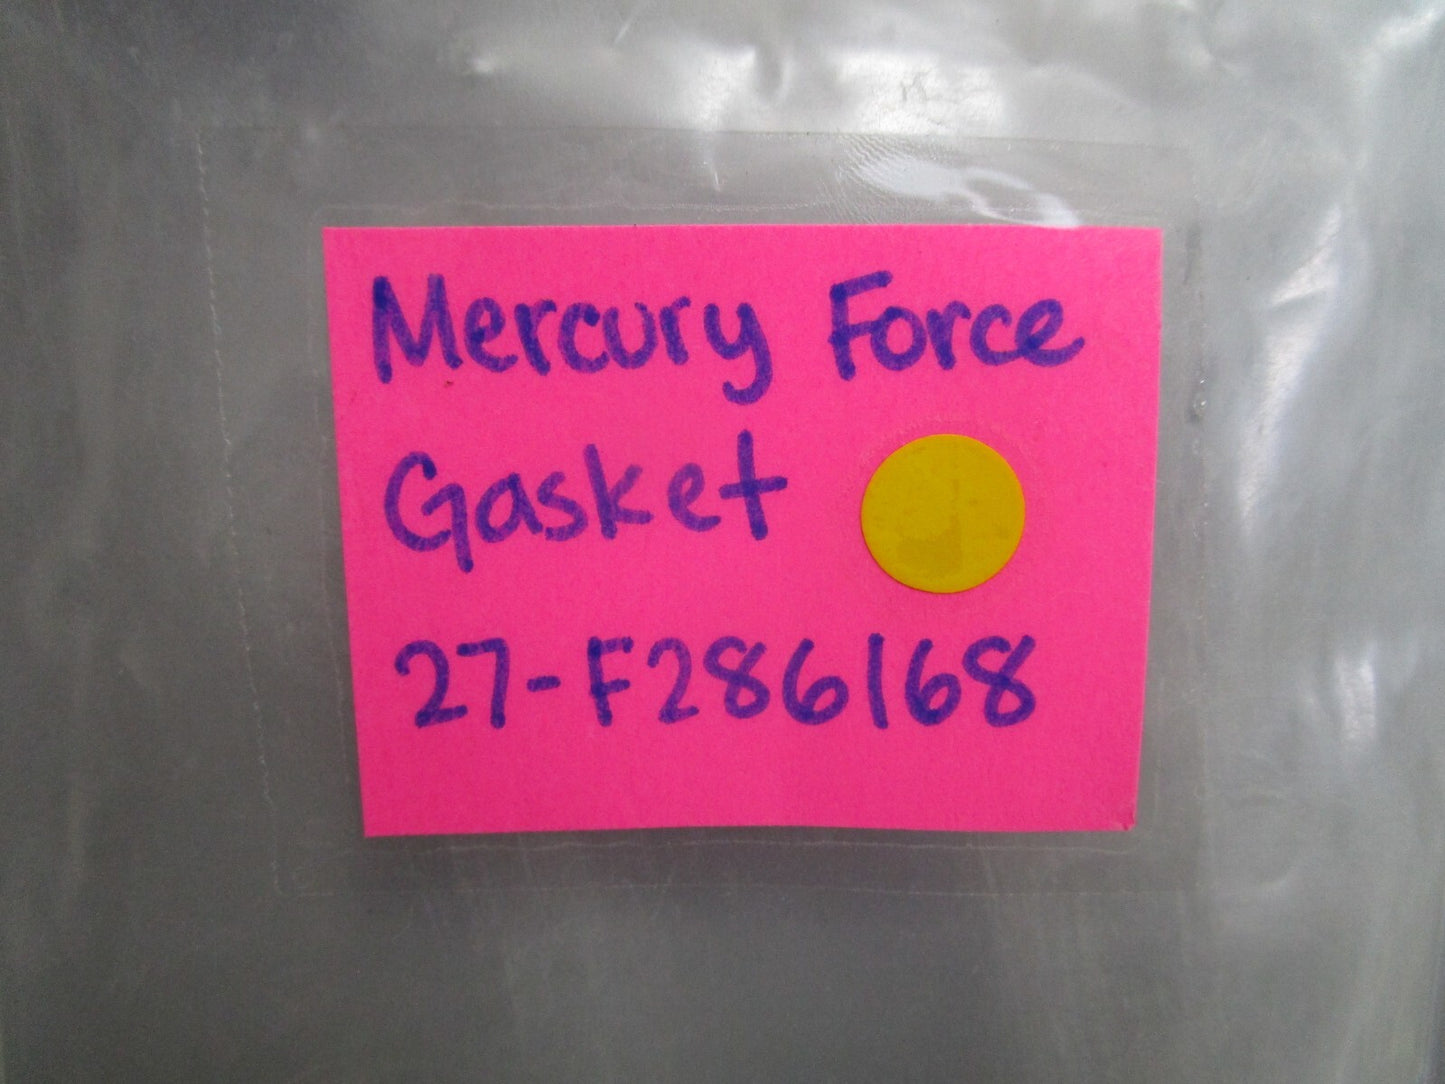 Mercury Force
Gasket
27-F286168